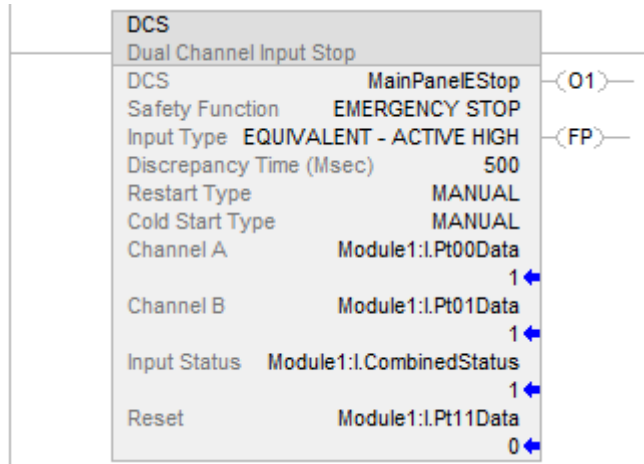 DCS
Dual Channel Input Stop
DCS MainPanelEStop O1
Safety Function EMERGENCY STOP
Input Type EQUIVALENT - ACTIVE HIGH FP
Discrepancy Time (Msec) 500
Restart Type MANUAL
Cold Start Type MANUAL
Channel A Module1:I.Pt00Data
1
Channel B Module1:I.Pt01Data
1
Input Status Module1:I.CombinedStatus
1
Reset Module1:I.Pt11Data
0